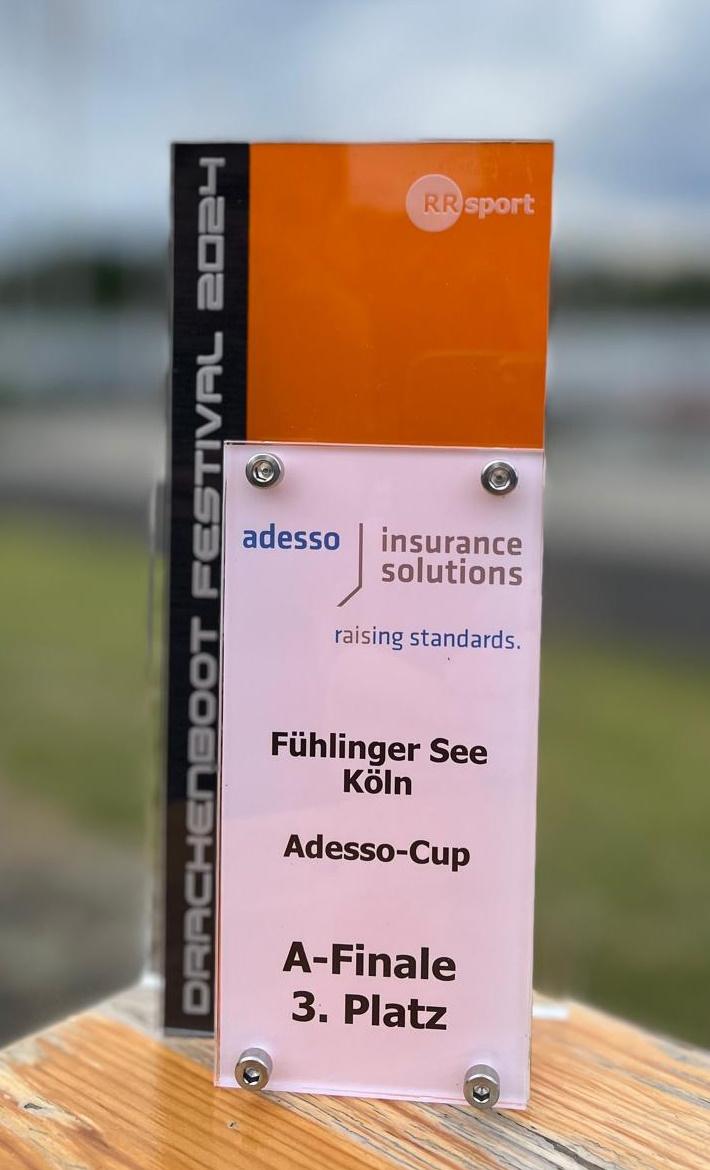 RRsport
DRACHENBOOT FESTIVAL 2024
adesso
insurance
solutions
raising standards.
Fühlinger See
Köln
Adesso-Cup
A-Finale
3. Platz